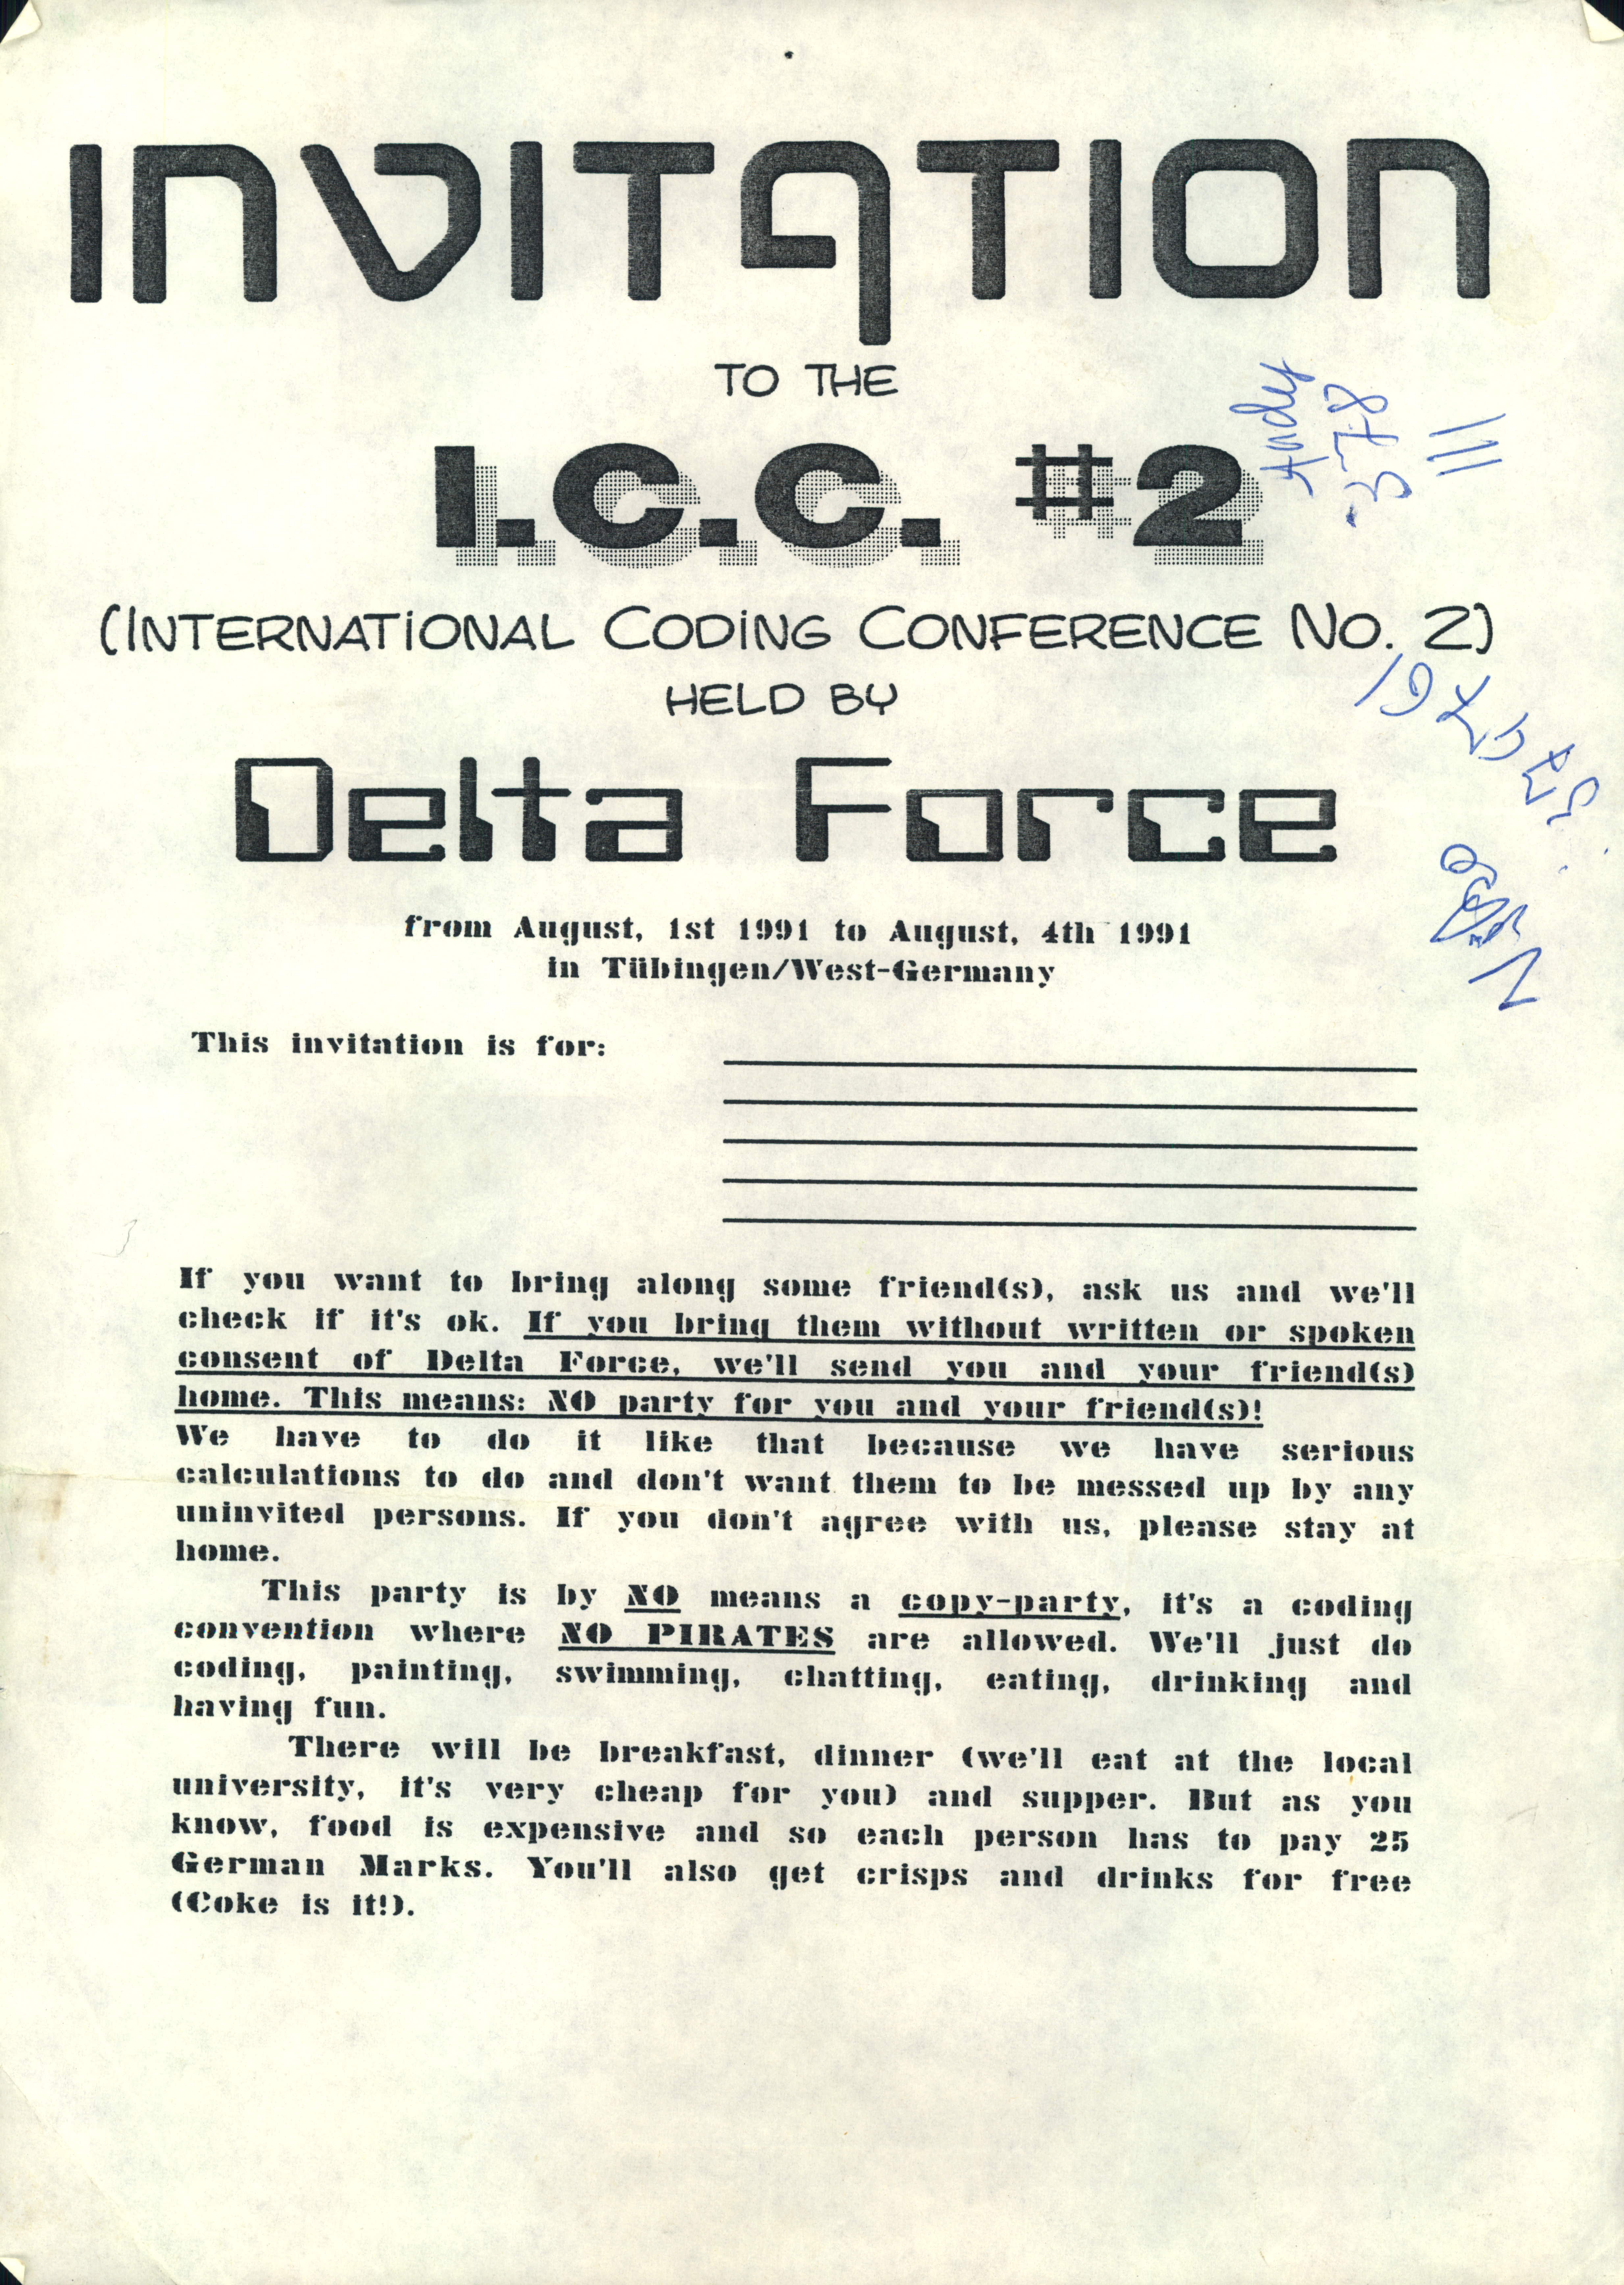 INVITATION
TO THE
I.C.C. #2
(INTERNATIONAL CODING CONFERENCE NO. 2)
HELD BY
Delta Force
from August, 1st 1991 to August, 4th 1991
in Tübingen/West-Germany
This invitation is for:
If you want to bring along some friend(s), ask us and we'll
check if it's ok. If you bring them without written or spoken
consent of Delta Force, we'll send you and your friend(s)
home. This means: NO party for you and your friend(s)!
We have to do it like that because we have serious
calculations to do and don't want them to be messed up by any
uninvited persons. If you don't agree with us, please stay at
home.
This party is by NO means a copy-party, it's a coding
convention where NO PIRATES are allowed. We'll just do
coding, painting, swimming, chatting, eating, drinking and
having fun.
There will be breakfast, dinner (we'll eat at the local
university, it's very cheap for you) and supper. But as you
know, food is expensive and so each person has to pay 25
German Marks. You'll also get crisps and drinks for free
(Coke is it!).
Andy
378